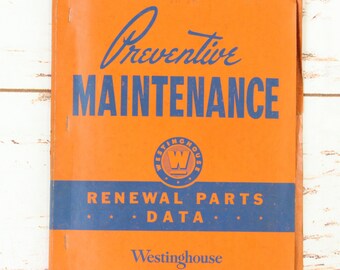 Preventive
MAINTENANCE
WESTINGHOUSE
W
RENEWAL PARTS
· · · DATA · · ·
Westinghouse